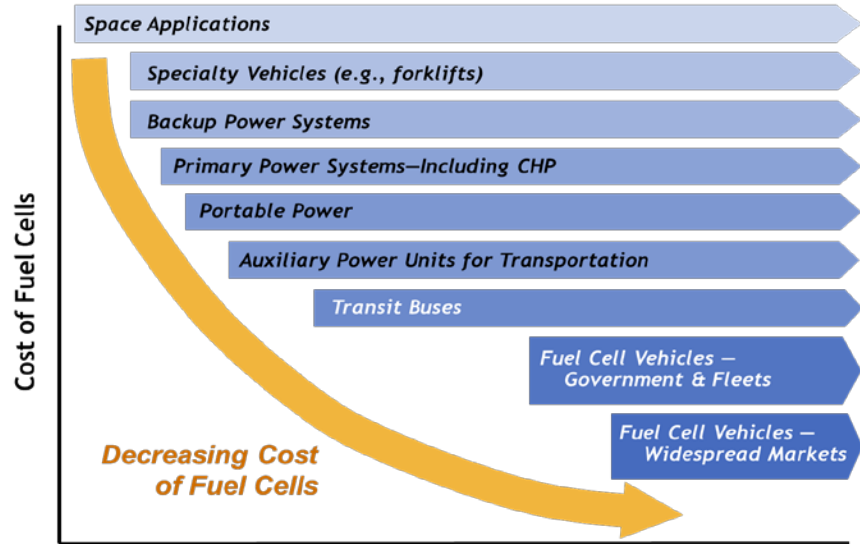 Space Applications
Specialty Vehicles (e.g., forklifts)
Backup Power Systems
Primary Power Systems—Including CHP
Portable Power
Auxiliary Power Units for Transportation
Transit Buses
Fuel Cell Vehicles —
Government & Fleets
Fuel Cell Vehicles —
Widespread Markets
Cost of Fuel Cells
Decreasing Cost
of Fuel Cells